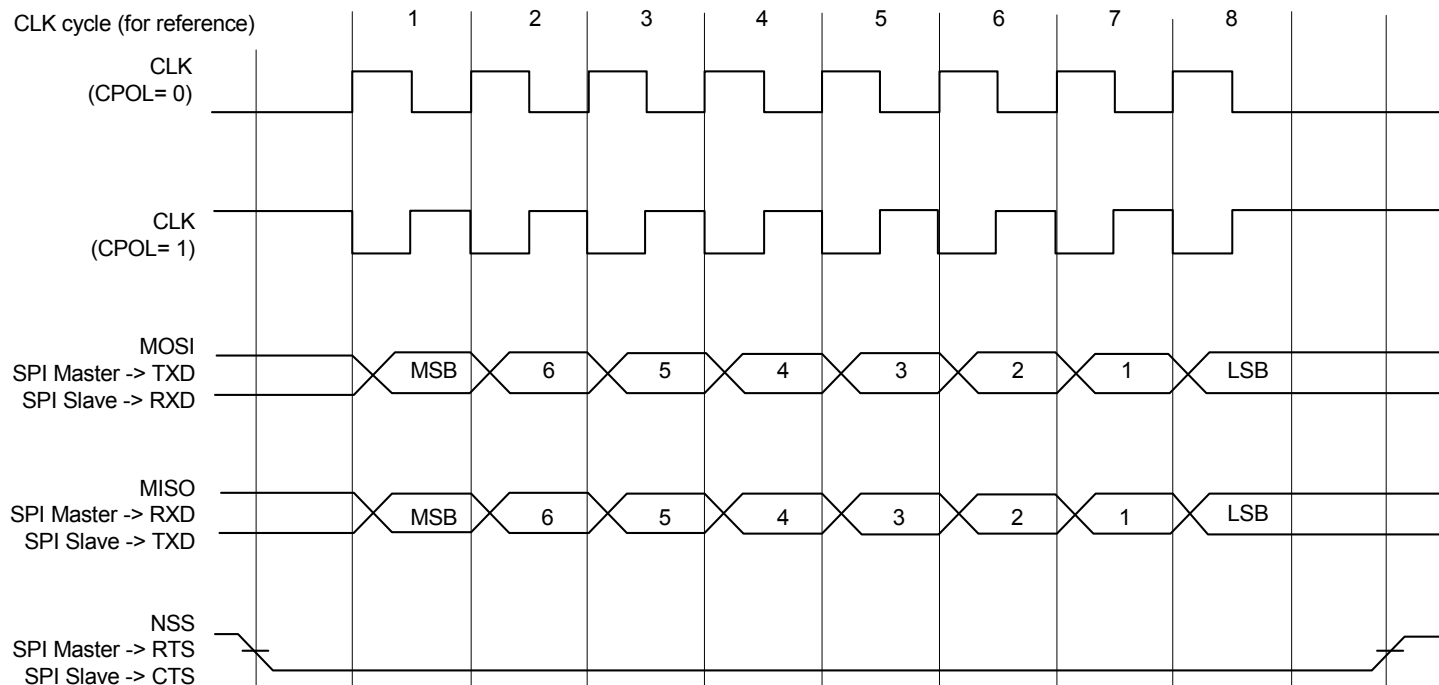 CLK cycle (for reference)
1 2 3 4 5 6 7 8
CLK
(CPOL= 0)
CLK
(CPOL= 1)
MOSI
SPI Master -> TXD
SPI Slave -> RXD
MSB 6 5 4 3 2 1 LSB
MISO
SPI Master -> RXD
SPI Slave -> TXD
MSB 6 5 4 3 2 1 LSB
NSS
SPI Master -> RTS
SPI Slave -> CTS